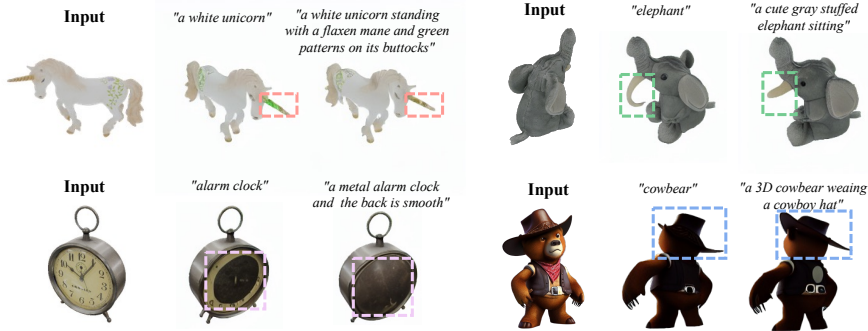 Input
"a white unicorn"
"a white unicorn standing
with a flaxen mane and green
patterns on its buttocks"
Input
"elephant"
"a cute gray stuffed
elephant sitting"
Input
"alarm clock"
"a metal alarm clock
and the back is smooth"
Input
"cowbear"
"a 3D cowbear weaing
a cowboy hat"